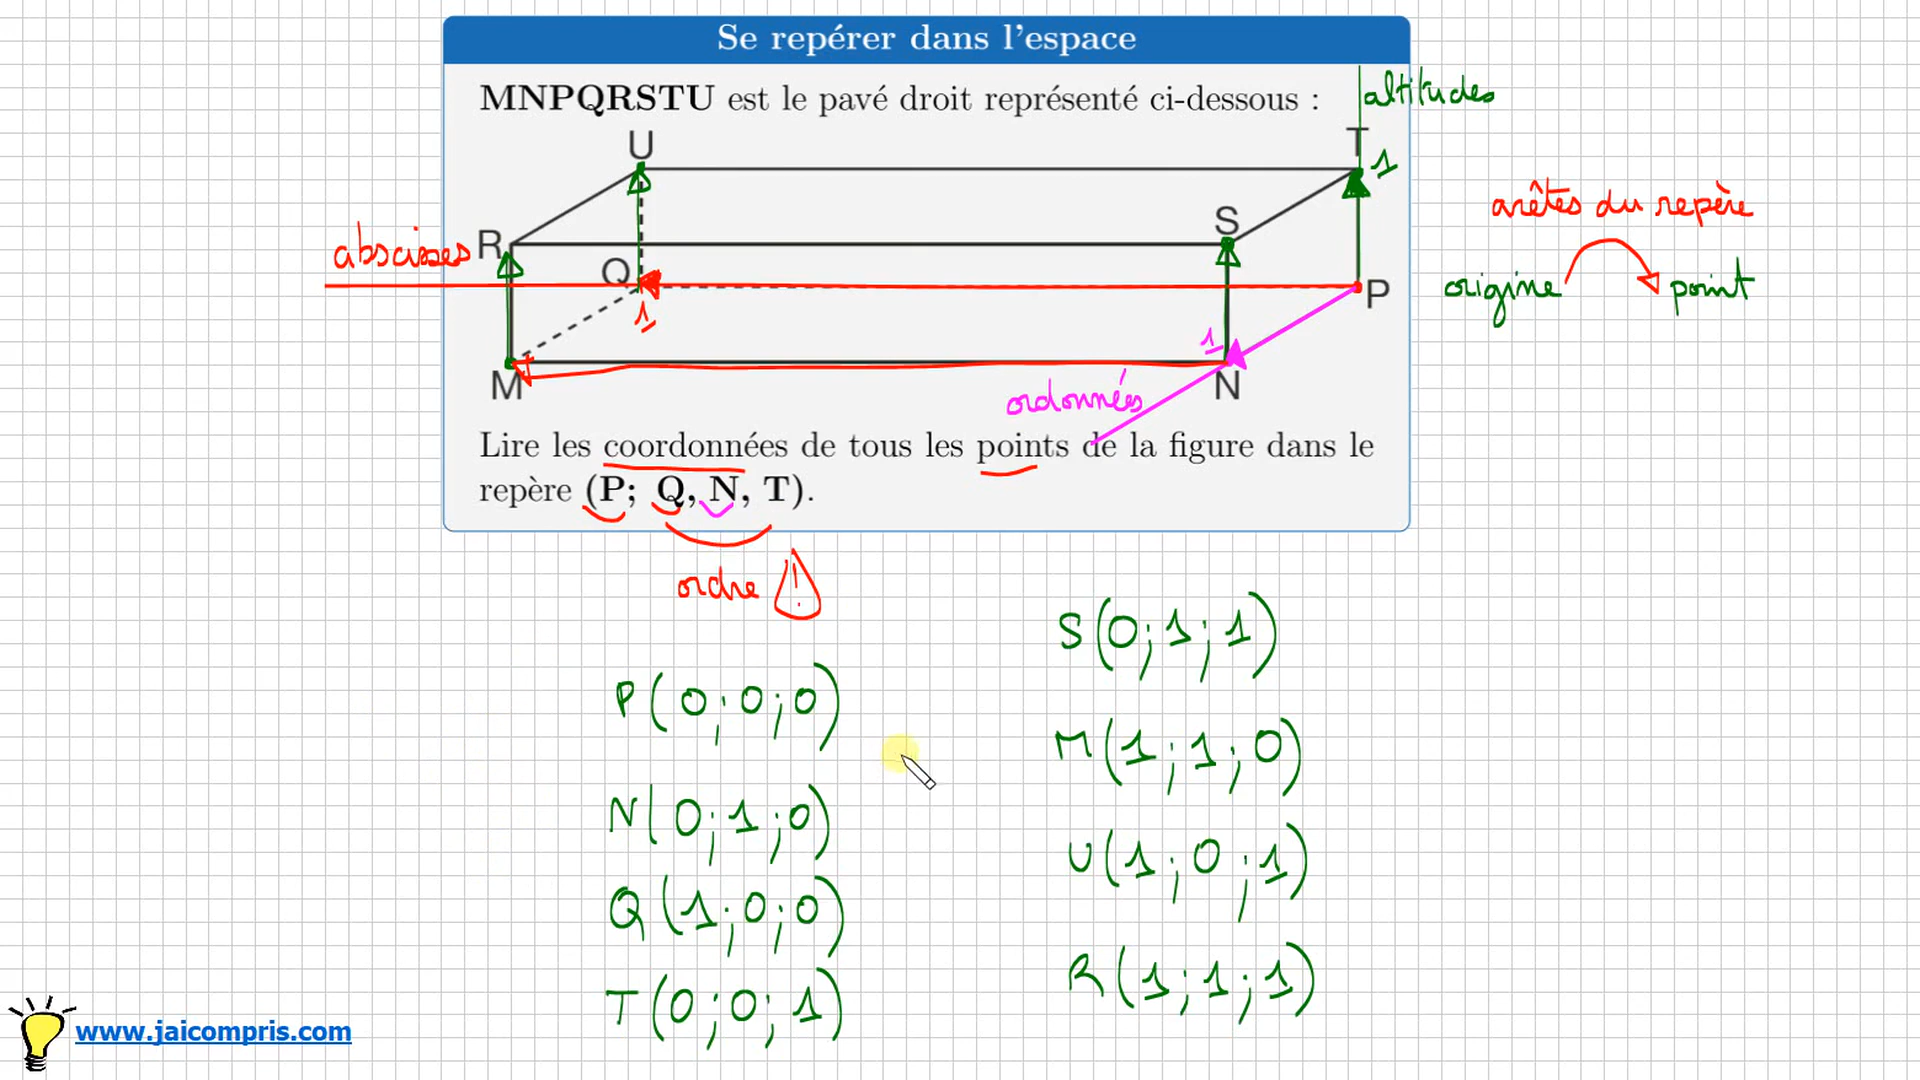 Se repérer dans l'espace
MNPQRSTU est le pavé droit représenté ci-dessous :
altitudes
U
T
1
arêtes du repère
S
R
abscisses
Q
origine
point
P
1
1
M
N
ordonnées
Lire les coordonnées de tous les points de la figure dans le
repère (P; Q, N, T).
ordre !
S(0;1;1)
P(0;0;0)
M(1;1;0)
N(0;1;0)
U(1;0;1)
Q(1;0;0)
R(1;1;1)
T(0;0;1)
www.jaicompris.com